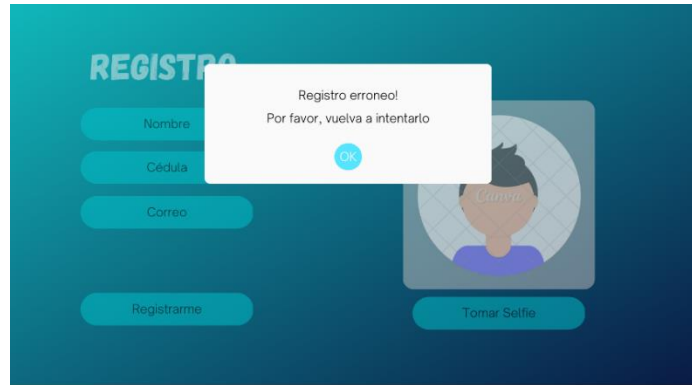 REGISTRO
Registro erroneo!
Por favor, vuelva a intentarlo
OK
Nombre
Cédula
Correo
Canva
Registrarme
Tomar Selfie